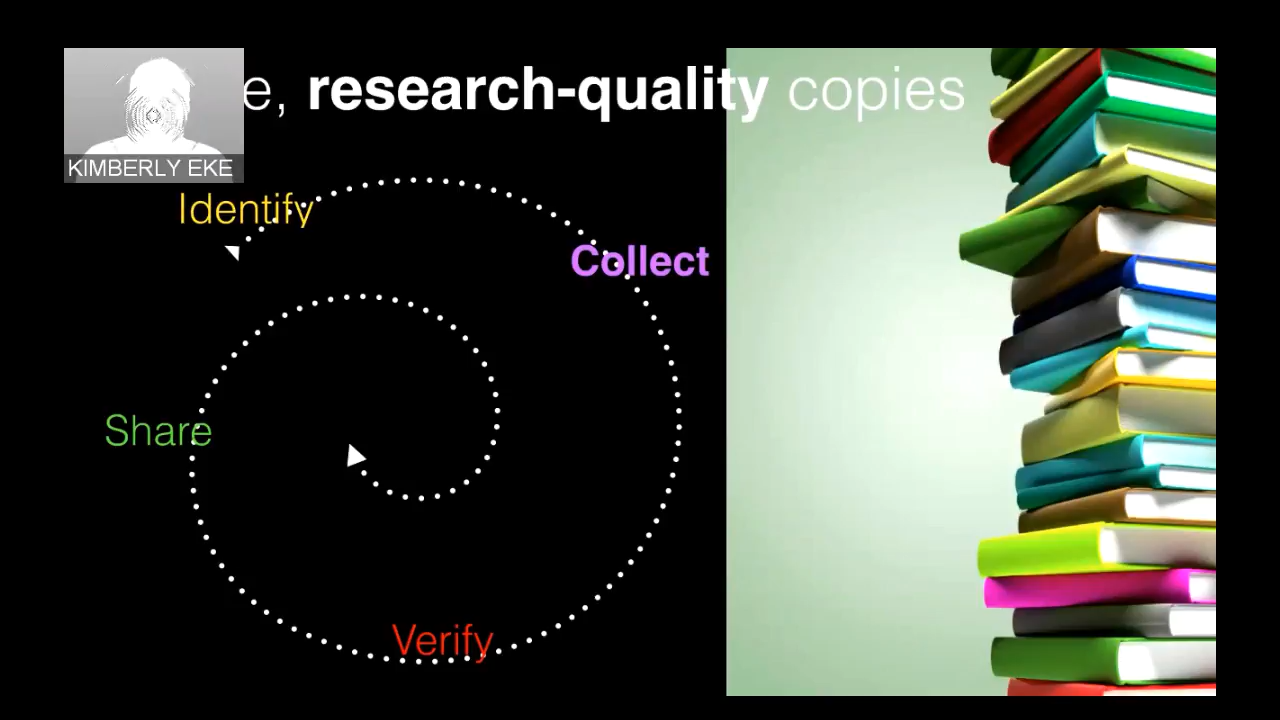 e, research-quality copies
KIMBERLY EKE
Identify
Collect
Share
Verify